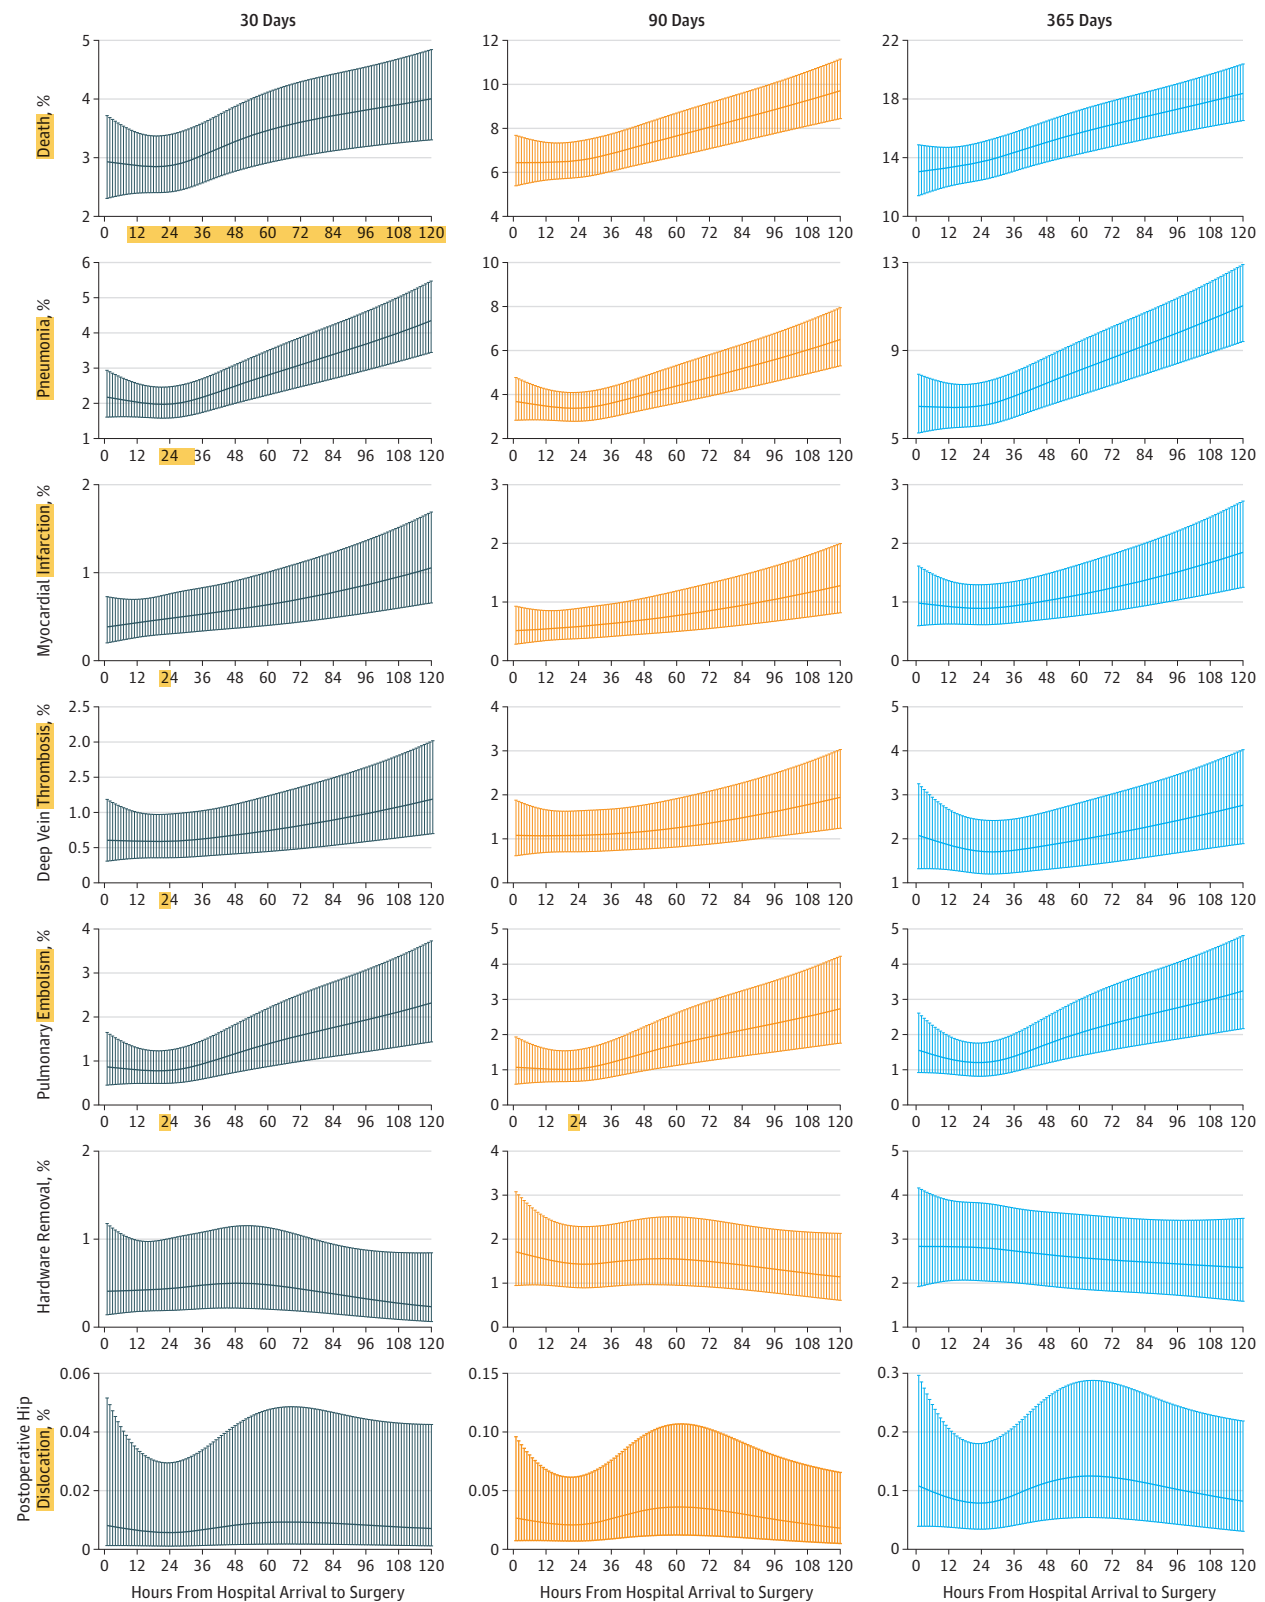 30 Days 90 Days 365 Days
Death, %
5 4 3 2
0 12 24 36 48 60 72 84 96 108 120
12 10 8 6 4
0 12 24 36 48 60 72 84 96 108 120
22 18 14 10
0 12 24 36 48 60 72 84 96 108 120
Pneumonia, %
6 5 4 3 2 1
0 12 24 36 48 60 72 84 96 108 120
10 8 6 4 2
0 12 24 36 48 60 72 84 96 108 120
13 9 5
0 12 24 36 48 60 72 84 96 108 120
Myocardial Infarction, %
2 1 0
0 12 24 36 48 60 72 84 96 108 120
3 2 1 0
0 12 24 36 48 60 72 84 96 108 120
3 2 1 0
0 12 24 36 48 60 72 84 96 108 120
Deep Vein Thrombosis, %
2.5 2.0 2.5 1.0 0.5 0
0 12 24 36 48 60 72 84 96 108 120
4 3 2 1 0
0 12 24 36 48 60 72 84 96 108 120
5 4 3 2 1
0 12 24 36 48 60 72 84 96 108 120
Pulmonary Embolism, %
4 3 2 1 0
0 12 24 36 48 60 72 84 96 108 120
5 4 3 2 1 0
0 12 24 36 48 60 72 84 96 108 120
5 4 3 2 1 0
0 12 24 36 48 60 72 84 96 108 120
Hardware Removal, %
2 1 0
0 12 24 36 48 60 72 84 96 108 120
4 3 2 1 0
0 12 24 36 48 60 72 84 96 108 120
5 4 3 2 1
0 12 24 36 48 60 72 84 96 108 120
Postoperative Hip
Dislocation, %
0.06 0.04 0.02 0
0 12 24 36 48 60 72 84 96 108 120
0.15 0.10 0.05 0
0 12 24 36 48 60 72 84 96 108 120
0.3 0.2 0.1 0
0 12 24 36 48 60 72 84 96 108 120
Hours From Hospital Arrival to Surgery Hours From Hospital Arrival to Surgery Hours From Hospital Arrival to Surgery